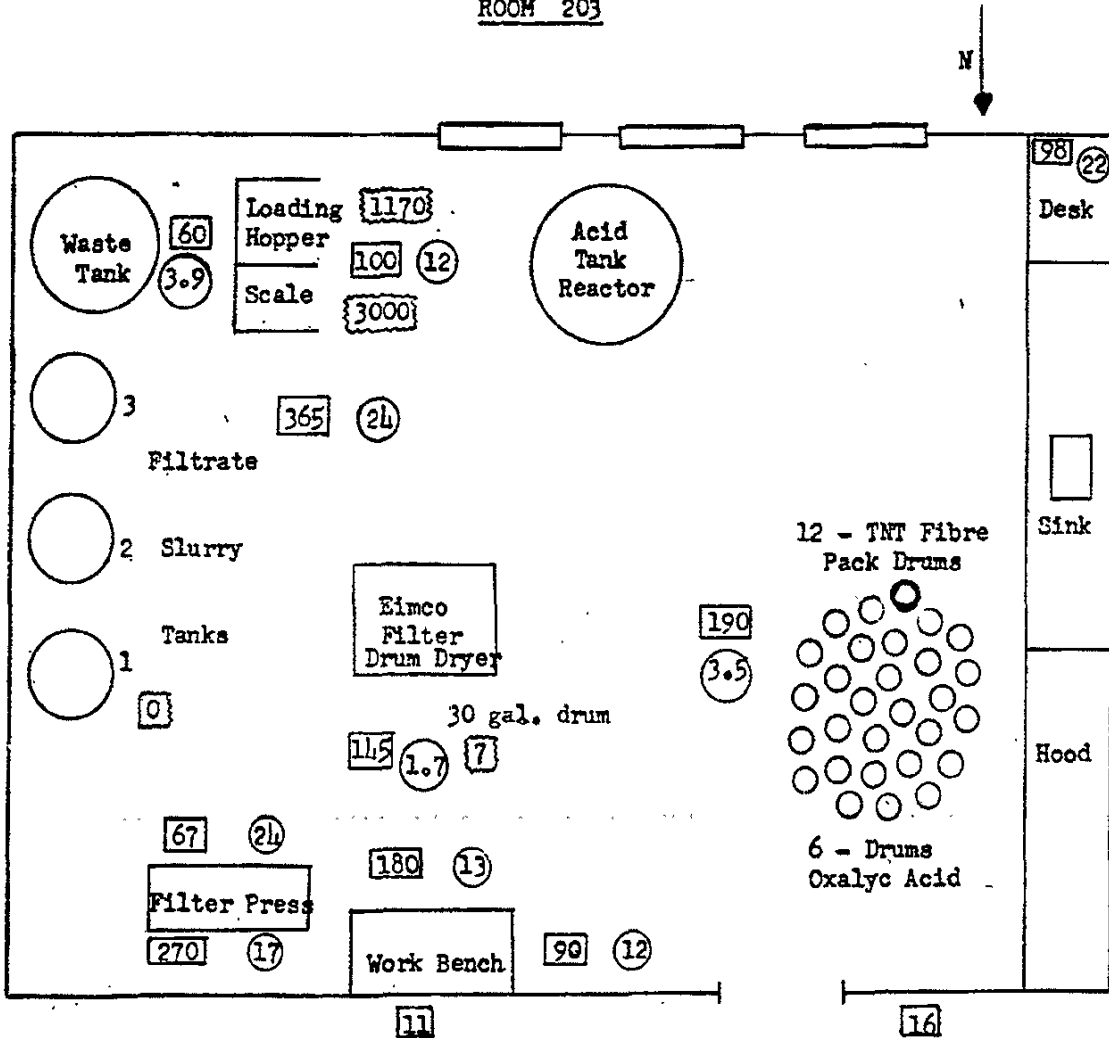 ROOM 203
N
98
22
Desk
Loading
Hopper
1170
60
Waste
Tank
3.9
100
12
Scale
3000
Acid
Tank
Reactor
3
365
24
Filtrate
Sink
2 Slurry
12 - TNT Fibre
Pack Drums
Eimco
Filter
Drum Dryer
Tanks
1
0
190
3.5
30 gal. drum
145
1.7
7
Hood
67
24
180
13
6 - Drums
Oxalyc Acid
Filter Press
270
17
Work Bench
90
12
11
16